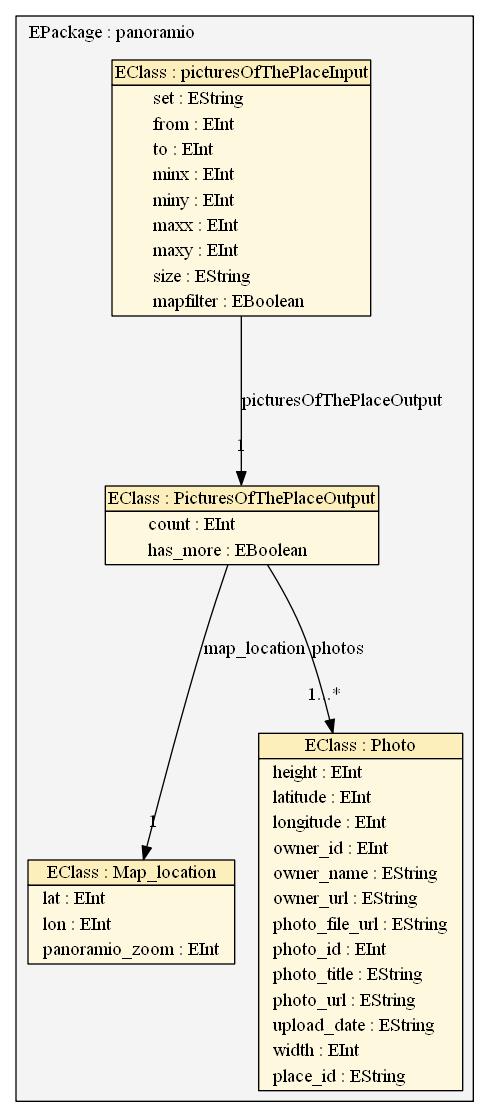 EPackage : panoramio
EClass : picturesOfThePlaceInput
set : EString
from : EInt
to : EInt
minx : EInt
miny : EInt
maxx : EInt
maxy : EInt
size : EString
mapfilter : EBoolean
picturesOfThePlaceOutput
1
EClass : PicturesOfThePlaceOutput
count : EInt
has_more : EBoolean
map_location
photos
1...*
1
EClass : Photo
height : EInt
latitude : EInt
longitude : EInt
owner_id : EInt
owner_name : EString
owner_url : EString
photo_file_url : EString
photo_id : EInt
photo_title : EString
photo_url : EString
upload_date : EString
width : EInt
place_id : EString
EClass : Map_location
lat : EInt
lon : EInt
panoramio_zoom : EInt